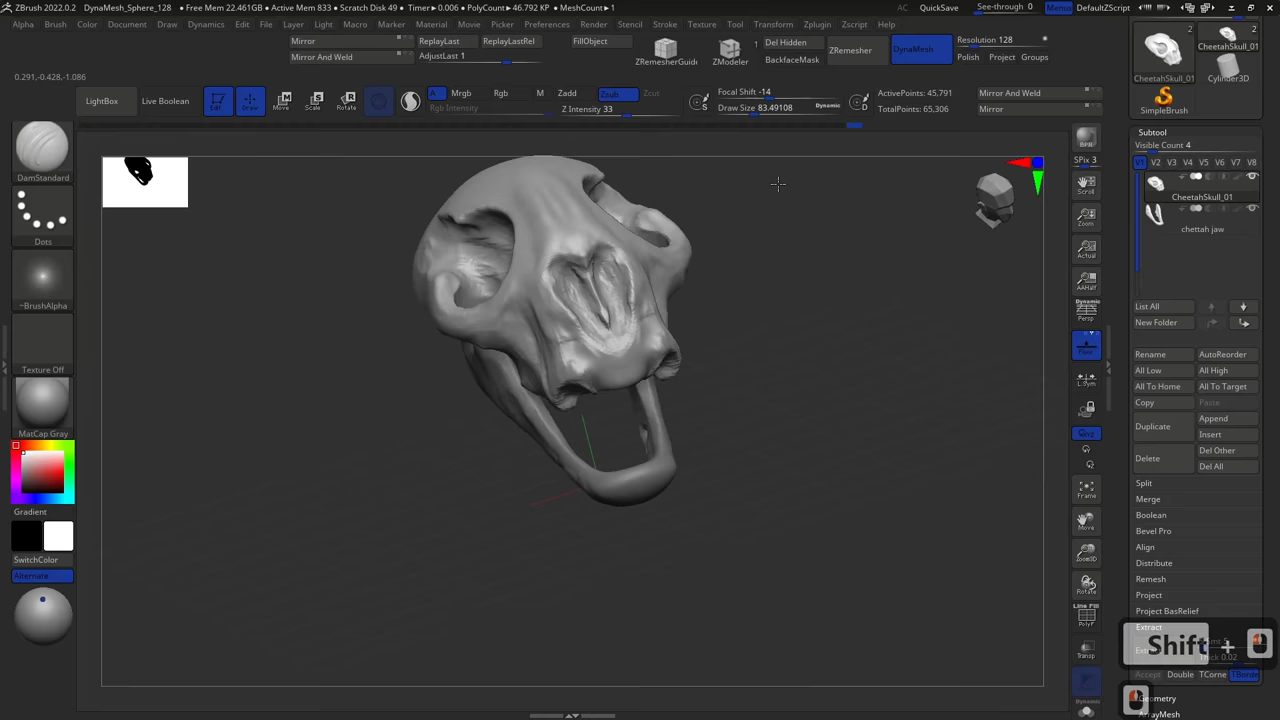 ZBrush 2022.0.2 DynaMesh_Sphere_128 • Free Mem 22.461GB • Active Mem 833 • Scratch Disk 49 • Timer▶0.006 • PolyCount▶46.792 KP • MeshCount▶1 AC QuickSave See-through 0 Menus DefaultZScript
Alpha Brush Color Document Draw Dynamics Edit File Layer Light Macro Marker Material Movie Picker Preferences Render Stencil Stroke Texture Tool Transform Zplugin Zscript Help
Mirror ReplayLast ReplayLastRel FillObject 1 Del Hidden Resolution 128
Mirror And Weld AdjustLast 1 ZRemesherGuide ZModeler BackfaceMask ZRemesher DynaMesh Polish Project Groups
0.291,-0.428,-1.086
LightBox Live Boolean Edit Draw Move Scale Rotate A Mrgb Rgb M Zadd Zsub Zcut Focal Shift -14 ActivePoints: 45,791 Mirror And Weld
Rgb Intensity Z Intensity 33 Draw Size 83.49108 Dynamic TotalPoints: 65,306 Mirror
S D
2 2
CheetahSkull_01 CheetahSkull_01
Cylinder3D
SimpleBrush
DamStandard
Dots
~BrushAlpha
Texture Off
MatCap Gray
Gradient
SwitchColor
Alternate
BPR
SPix 3
Scroll
Zoom
Actual
AAHalf
Dynamic
Persp
Floor
L.Sym
Frame
Move
Zoom3D
Rotate
Line Fill
PolyF
Transp
Dynamic
Subtool
Visible Count 4
V1 V2 V3 V4 V5 V6 V7 V8
CheetahSkull_01
chettah jaw
List All
New Folder
Rename AutoReorder
All Low All High
All To Home All To Target
Copy Paste
Duplicate Append
Insert
Delete Del Other
Del All
Split
Merge
Boolean
Bevel Pro
Align
Distribute
Remesh
Project
Project BasRelief
Extract
Shift +
Thick 0.02
Accept Double TCorne TBorde
Geometry
ArrayMesh